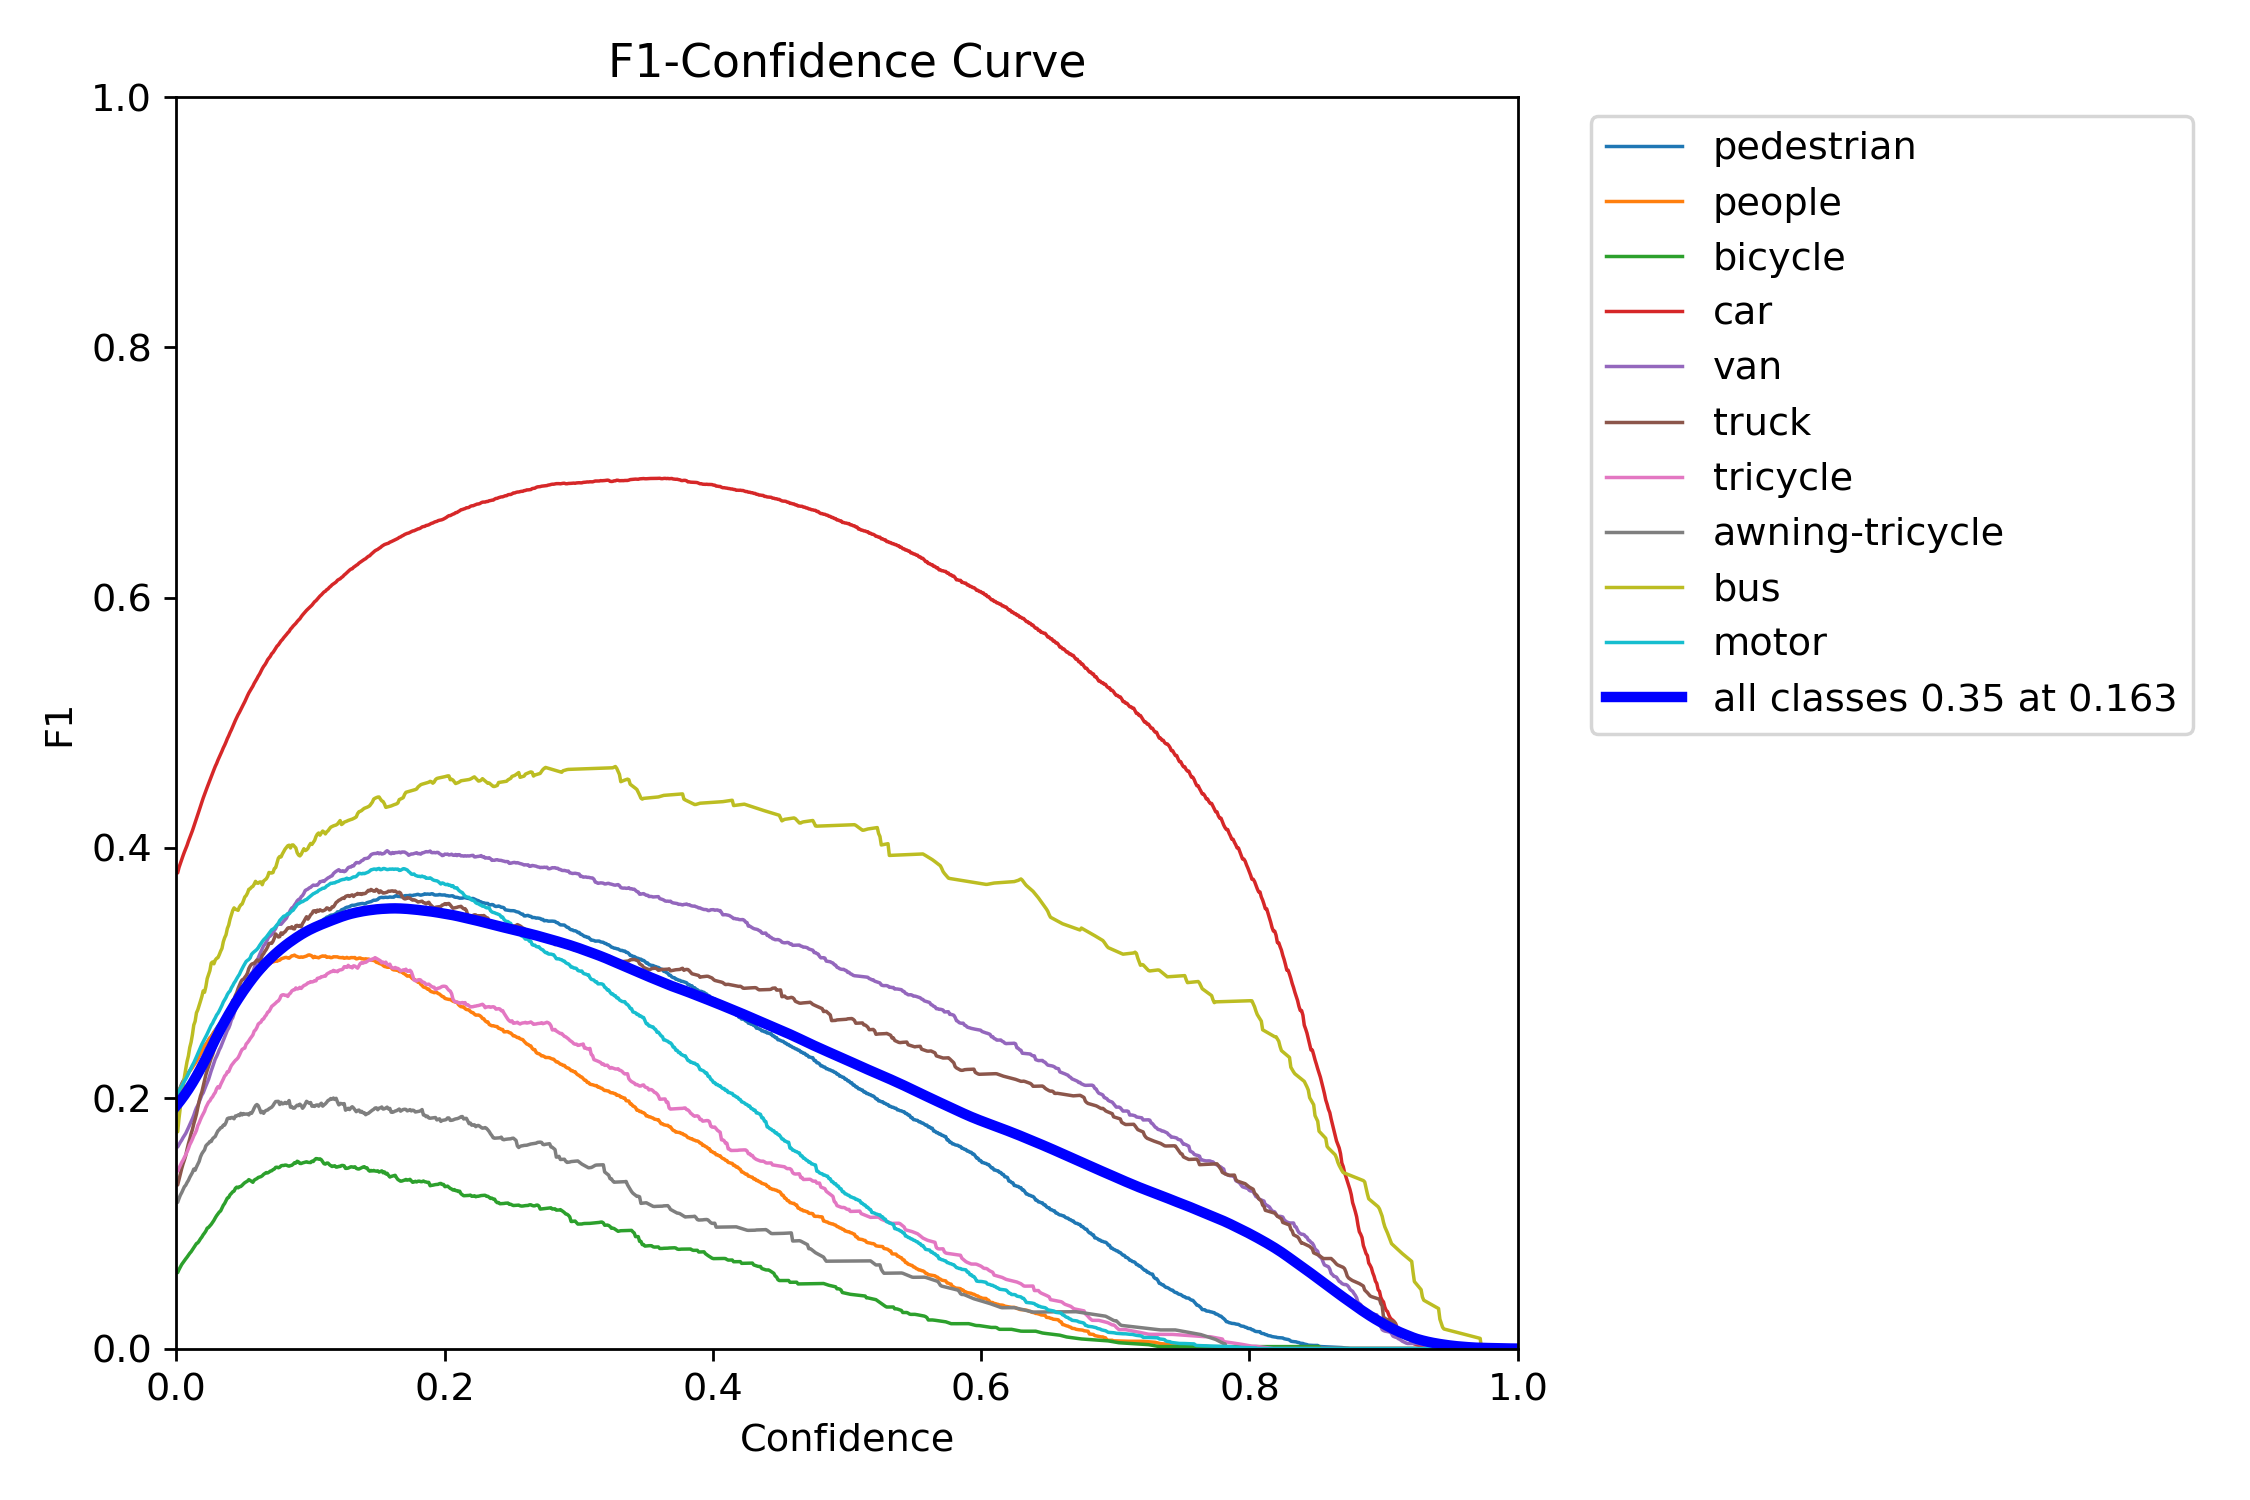 F1-Confidence Curve
1.0
0.8
0.6
0.4
0.2
0.0
F1
0.0 0.2 0.4 0.6 0.8 1.0
Confidence
pedestrian
people
bicycle
car
van
truck
tricycle
awning-tricycle
bus
motor
all classes 0.35 at 0.163